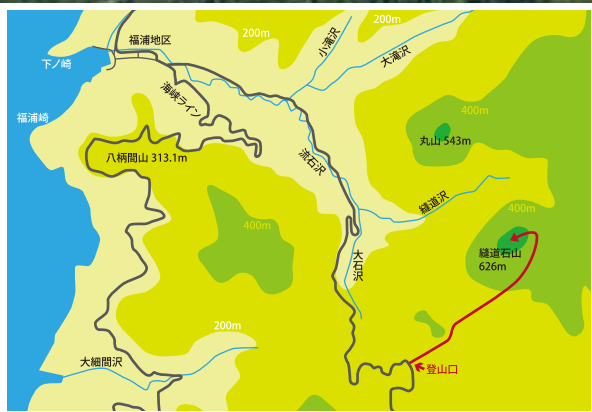 200m
200m
福浦地区
小滝沢
大滝沢
下ノ崎
海峡ライン
400m
福浦崎
丸山 543m
八柄間山 313.1m
流石沢
縫道沢
400m
400m
縫道石山
626m
大石沢
200m
大細間沢
登山口